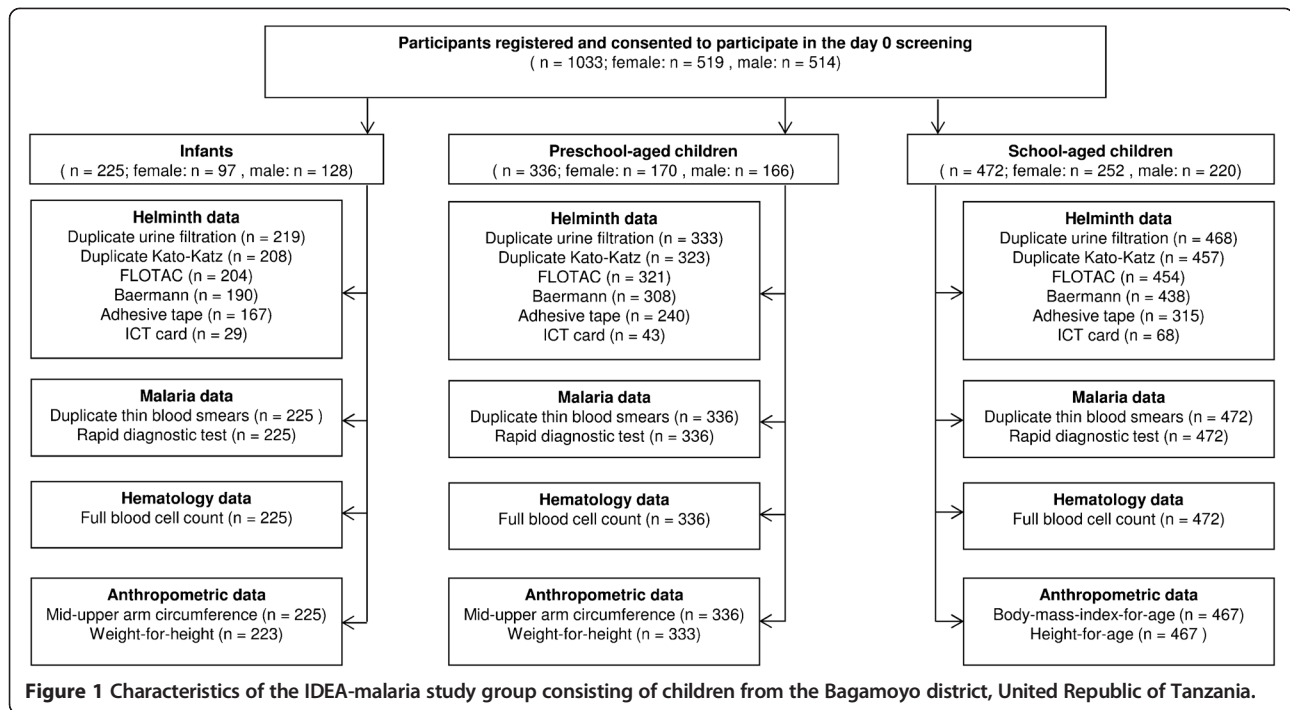 Participants registered and consented to participate in the day 0 screening
( n = 1033; female: n = 519 , male: n = 514)
Infants
( n = 225; female: n = 97 , male: n = 128)
Helminth data
Duplicate urine filtration (n = 219)
Duplicate Kato-Katz (n = 208)
FLOTAC (n = 204)
Baermann (n = 190)
Adhesive tape (n = 167)
ICT card (n = 29)
Malaria data
Duplicate thin blood smears (n = 225 )
Rapid diagnostic test (n = 225)
Hematology data
Full blood cell count (n = 225)
Anthropometric data
Mid-upper arm circumference (n = 225)
Weight-for-height (n = 223)
Preschool-aged children
( n = 336; female: n = 170 , male: n = 166)
Helminth data
Duplicate urine filtration (n = 333)
Duplicate Kato-Katz (n = 323)
FLOTAC (n = 321)
Baermann (n = 308)
Adhesive tape (n = 240)
ICT card (n = 43)
Malaria data
Duplicate thin blood smears (n = 336)
Rapid diagnostic test (n = 336)
Hematology data
Full blood cell count (n = 336)
Anthropometric data
Mid-upper arm circumference (n = 336)
Weight-for-height (n = 333)
School-aged children
( n = 472; female: n = 252 , male: n = 220)
Helminth data
Duplicate urine filtration (n = 468)
Duplicate Kato-Katz (n = 457)
FLOTAC (n = 454)
Baermann (n = 438)
Adhesive tape (n = 315)
ICT card (n = 68)
Malaria data
Duplicate thin blood smears (n = 472)
Rapid diagnostic test (n = 472)
Hematology data
Full blood cell count (n = 472)
Anthropometric data
Body-mass-index-for-age (n = 467)
Height-for-age (n = 467 )
Figure 1 Characteristics of the IDEA-malaria study group consisting of children from the Bagamoyo district, United Republic of Tanzania.